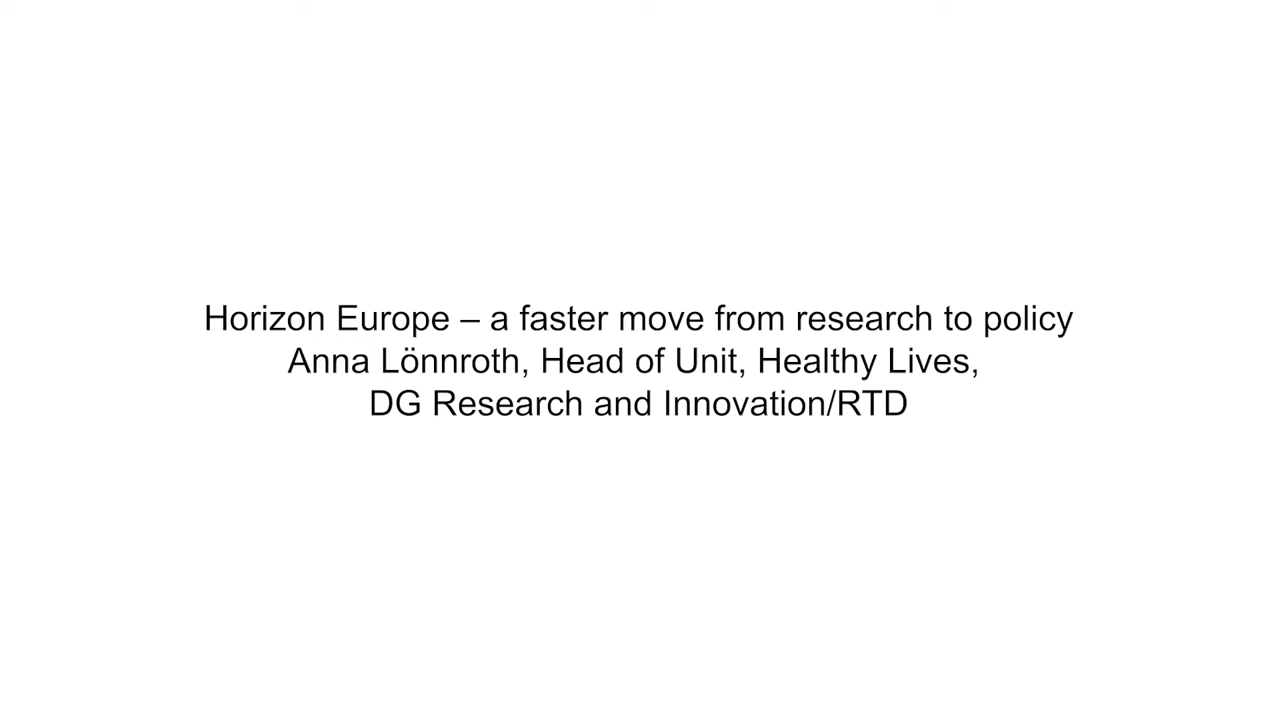 Horizon Europe – a faster move from research to policy
Anna Lönnroth, Head of Unit, Healthy Lives,
DG Research and Innovation/RTD